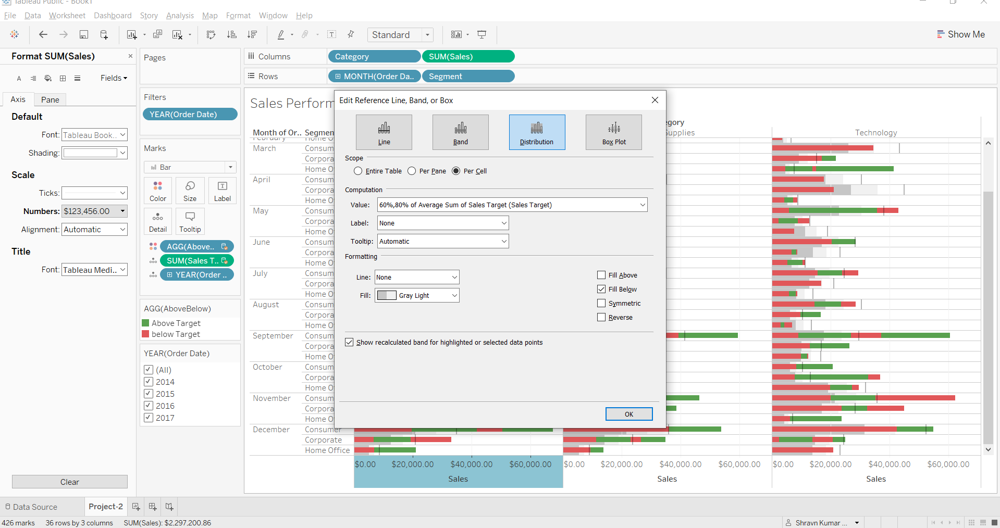 Tableau Public - Book1
File Data Worksheet Dashboard Story Analysis Map Format Window Help
Standard
Show Me
Format SUM(Sales)
Fields
Axis Pane
Default
Font: Tableau Book..
Shading:
Scale
Ticks:
Numbers: $123,456.00
Alignment: Automatic
Title
Font: Tableau Medi..
Clear
Pages
Filters
YEAR(Order Date)
Marks
Bar
Color Size Label
Detail Tooltip
AGG(Above..
SUM(Sales T..
YEAR(Order ..
AGG(AboveBelow)
Above Target
below Target
YEAR(Order Date)
(All)
2014
2015
2016
2017
Columns Category SUM(Sales)
Rows MONTH(Order Da.. Segment
Sales Perform
Month of Or.. Segmen
Technology
February Home O
March Consum
Corpora
Home O
April Consum
Corpora
Home O
May Consum
Corpora
Home O
June Consum
Corpora
Home O
July Consum
Corpora
Home O
August Consum
Corpora
Home O
September Consum
Corpora
Home O
October Consum
Corpora
Home O
November Consum
Corpora
Home O
December Consumer
Corporate
Home Office
$0.00 $20,000.00 $40,000.00 $60,000.00 $0.00 $20,000.00 $40,000.00 $60,000.00 $0.00 $20,000.00 $40,000.00 $60,000.00
Sales Sales Sales
gory
Supplies
Edit Reference Line, Band, or Box
Line Band Distribution Box Plot
Scope
Entire Table Per Pane Per Cell
Computation
Value: 60%,80% of Average Sum of Sales Target (Sales Target)
Label: None
Tooltip: Automatic
Formatting
Line: None
Fill: Gray Light
Fill Above
Fill Below
Symmetric
Reverse
Show recalculated band for highlighted or selected data points
OK
Data Source Project-2
426 marks 36 rows by 3 columns SUM(Sales): $2,297,200.86
Shravn Kumar ...